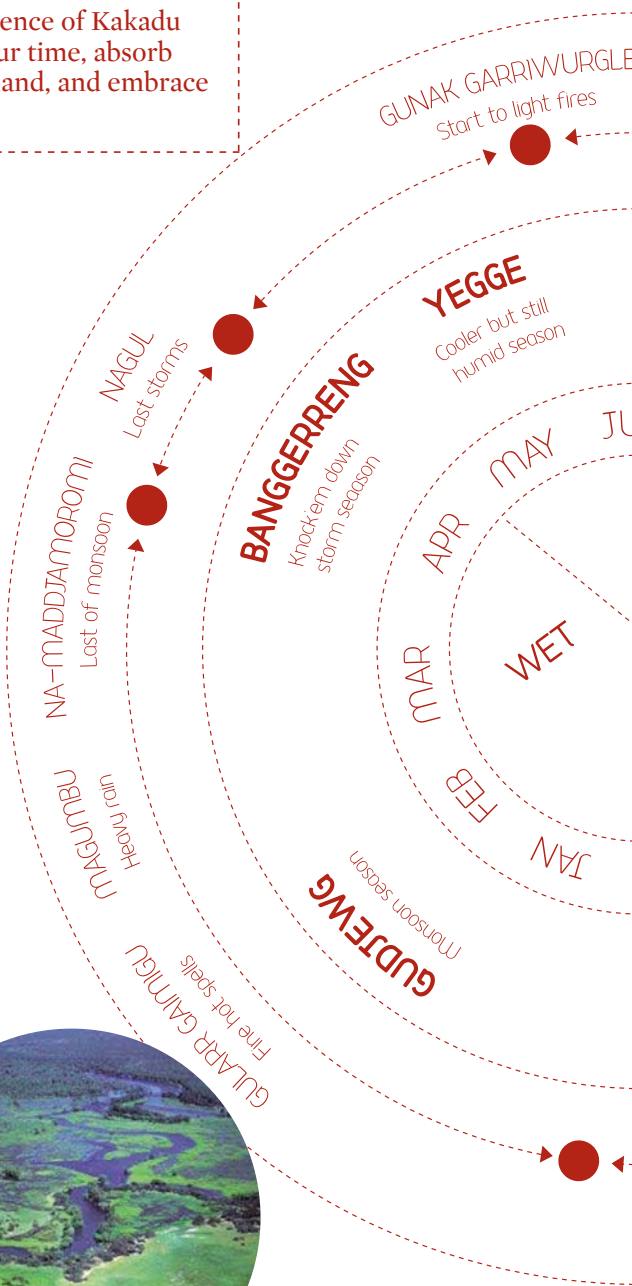 ence of Kakadu
ur time, absorb
and, and embrace
GUNAK GARRIWURGLE
Start to light fires
YEGGE
Cooler but still
humid season
NAGUL
Last storms
BANGGERRENG
Knock'em down
storm seaason
NA-MADDJAMOROMI
Last of monsoon
MAGUMBU
Heavy rain
GULARR GAIMIGU
Fine hot spells
GUDJEWG
Monsoon season
JU
MAY
APR
MAR
FEB
JAN
WET